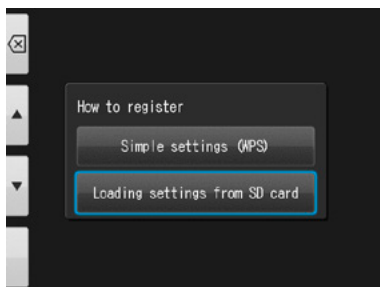 How to register
Simple settings (WPS)
Loading settings from SD card